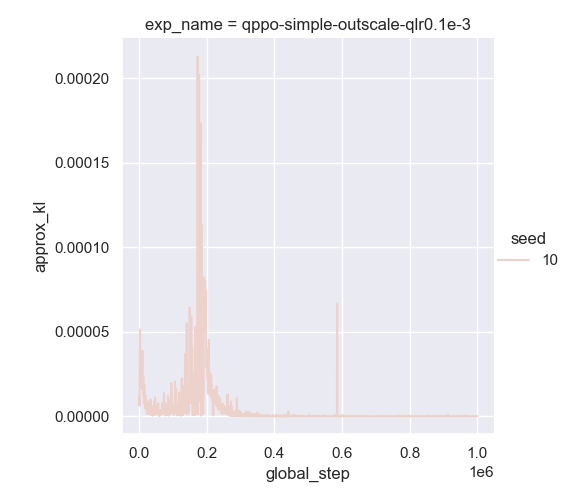 exp_name = qppo-simple-outscale-qlr0.1e-3
0.00020
0.00015
0.00010
0.00005
0.00000
approx_kl
0.0 0.2 0.4 0.6 0.8 1.0
1e6
global_step
seed
10